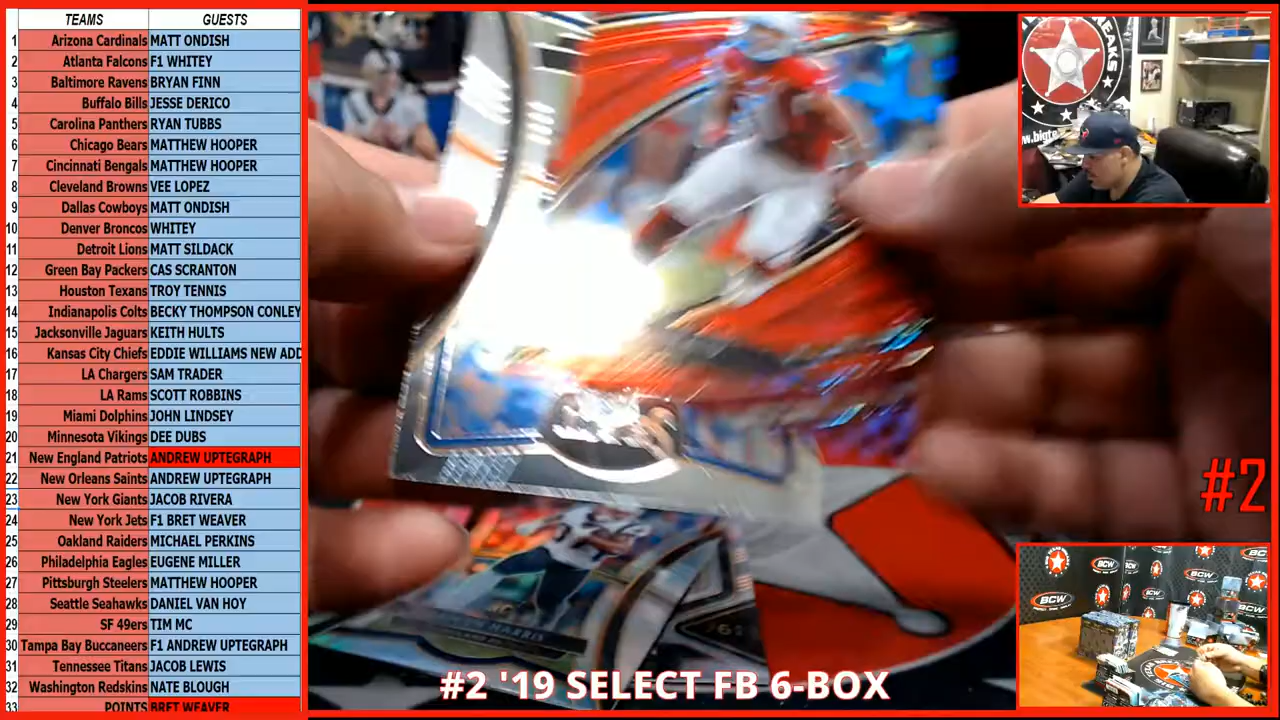 TEAMS GUESTS
1 Arizona Cardinals MATT ONDISH
2 Atlanta Falcons F1 WHITEY
3 Baltimore Ravens BRYAN FINN
4 Buffalo Bills JESSE DERICO
5 Carolina Panthers RYAN TUBBS
6 Chicago Bears MATTHEW HOOPER
7 Cincinnati Bengals MATTHEW HOOPER
8 Cleveland Browns VEE LOPEZ
9 Dallas Cowboys MATT ONDISH
10 Denver Broncos WHITEY
11 Detroit Lions MATT SILDACK
12 Green Bay Packers CAS SCRANTON
13 Houston Texans TROY TENNIS
14 Indianapolis Colts BECKY THOMPSON CONLEY
15 Jacksonville Jaguars KEITH HULTS
16 Kansas City Chiefs EDDIE WILLIAMS NEW ADD
17 LA Chargers SAM TRADER
18 LA Rams SCOTT ROBBINS
19 Miami Dolphins JOHN LINDSEY
20 Minnesota Vikings DEE DUBS
21 New England Patriots ANDREW UPTEGRAPH
22 New Orleans Saints ANDREW UPTEGRAPH
23 New York Giants JACOB RIVERA
24 New York Jets F1 BRET WEAVER
25 Oakland Raiders MICHAEL PERKINS
26 Philadelphia Eagles EUGENE MILLER
27 Pittsburgh Steelers MATTHEW HOOPER
28 Seattle Seahawks DANIEL VAN HOY
29 SF 49ers TIM MC
30 Tampa Bay Buccaneers F1 ANDREW UPTEGRAPH
31 Tennessee Titans JACOB LEWIS
32 Washington Redskins NATE BLOUGH
33 POINTS BRET WEAVER
HARRIS
#2
BCW
BCW
BCW
BCW
BCW
#2 '19 SELECT FB 6-BOX